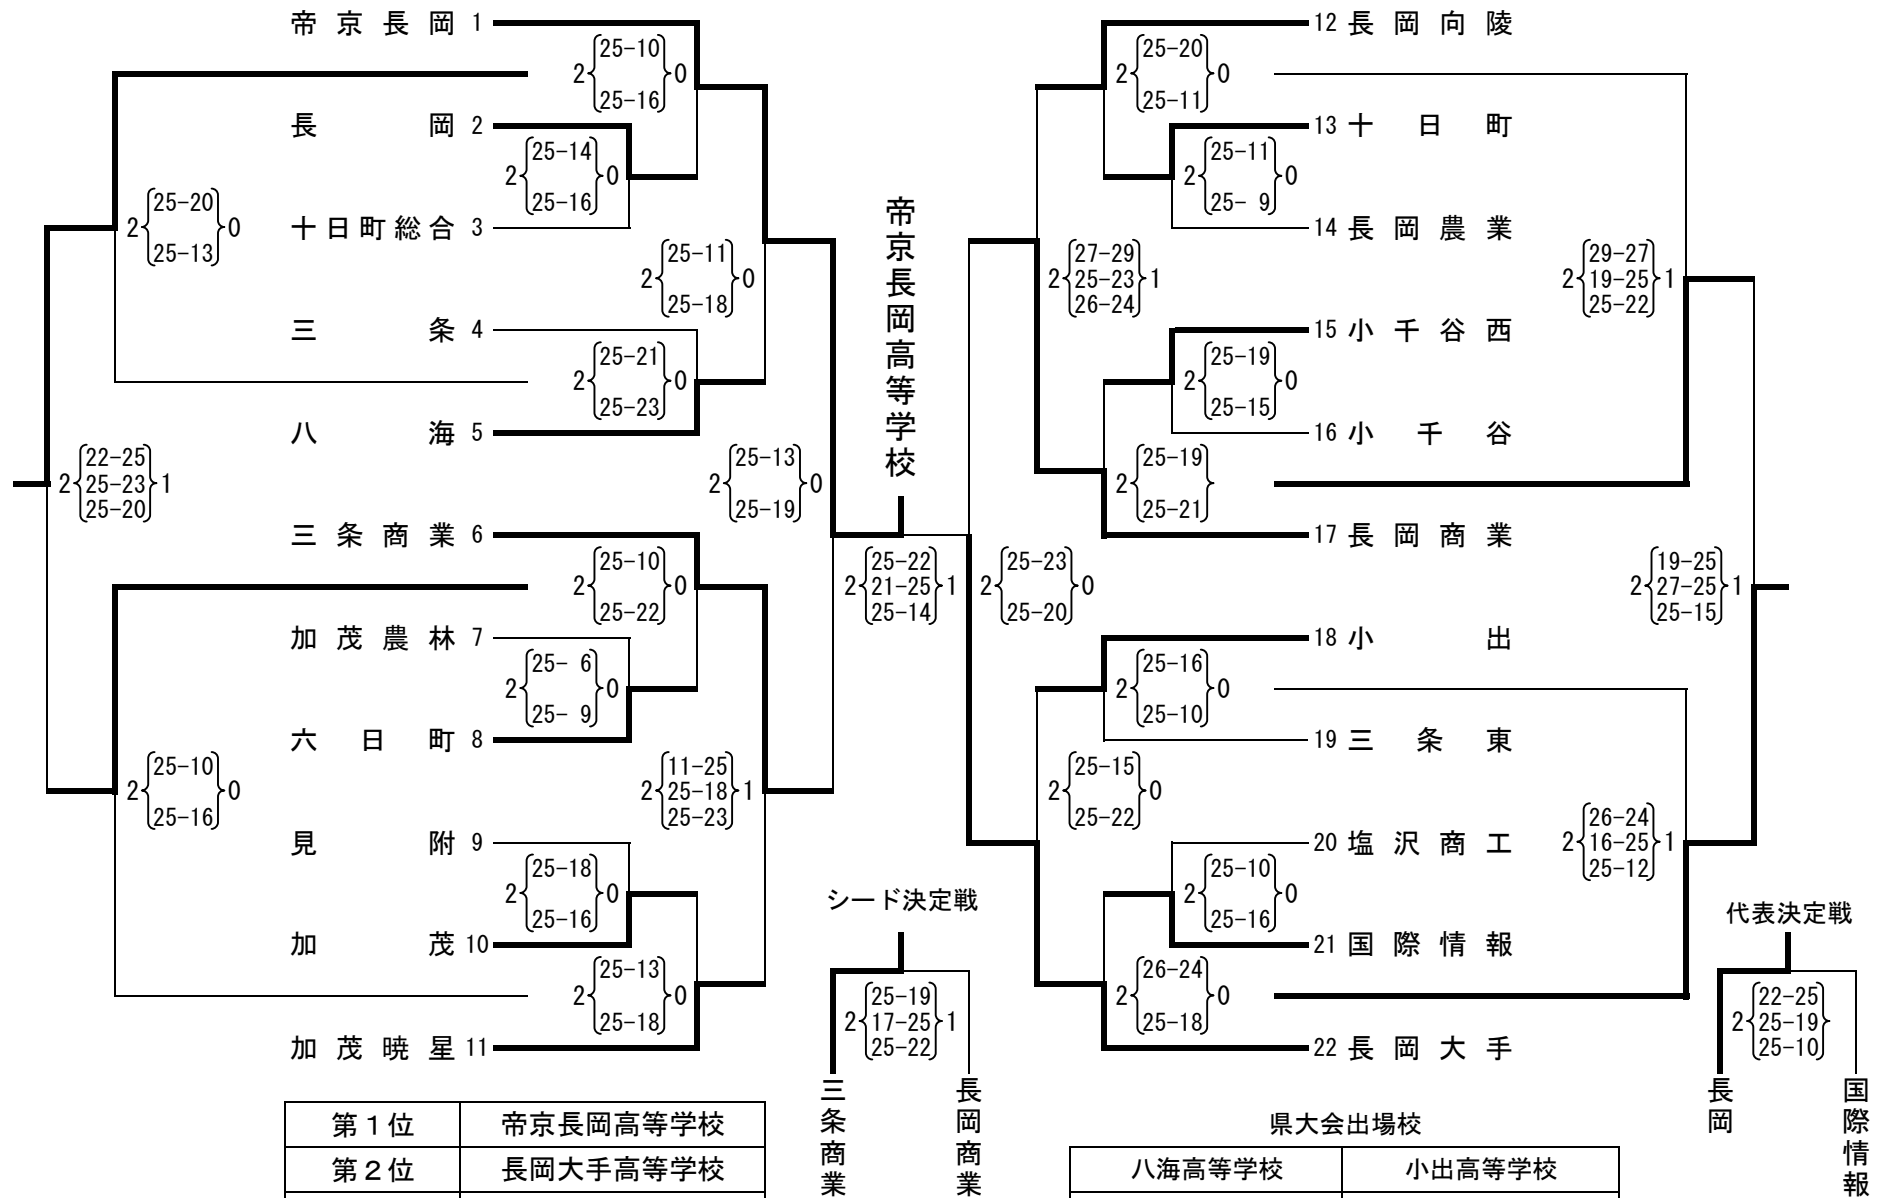 帝京長岡 1
25-10
2 0
25-16
長岡 2
25-14
2 0
25-16
25-20
2 0
25-13
十日町総合 3
25-11
2 0
25-18
三条 4
25-21
2 0
25-23
八海 5
22-25
2 25-23 1
25-20
25-13
2 0
25-19
三条商業 6
25-10
2 0
25-22
加茂農林 7
25- 6
2 0
25- 9
六日町 8
25-10
2 0
25-16
11-25
2 25-18 1
25-23
見附 9
25-18
2 0
25-16
加茂 10
25-13
2 0
25-18
加茂暁星 11
帝京長岡高等学校
25-22
2 21-25 1
25-14
25-23
2 0
25-20
12 長岡向陵
25-20
2 0
25-11
13 十日町
25-11
2 0
25- 9
14 長岡農業
27-29
2 25-23 1
26-24
29-27
2 19-25 1
25-22
15 小千谷西
25-19
2 0
25-15
16 小千谷
25-19
2
25-21
17 長岡商業
19-25
2 27-25 1
25-15
18 小出
25-16
2 0
25-10
19 三条東
25-15
2 0
25-22
20 塩沢商工
26-24
2 16-25 1
25-12
25-10
2 0
25-16
21 国際情報
26-24
2 0
25-18
22 長岡大手
シード決定戦
25-19
2 17-25 1
25-22
三条商業
長岡商業
代表決定戦
22-25
2 25-19
25-10
長岡
国際情報
第1位 帝京長岡高等学校
第2位 長岡大手高等学校
県大会出場校
八海高等学校 小出高等学校